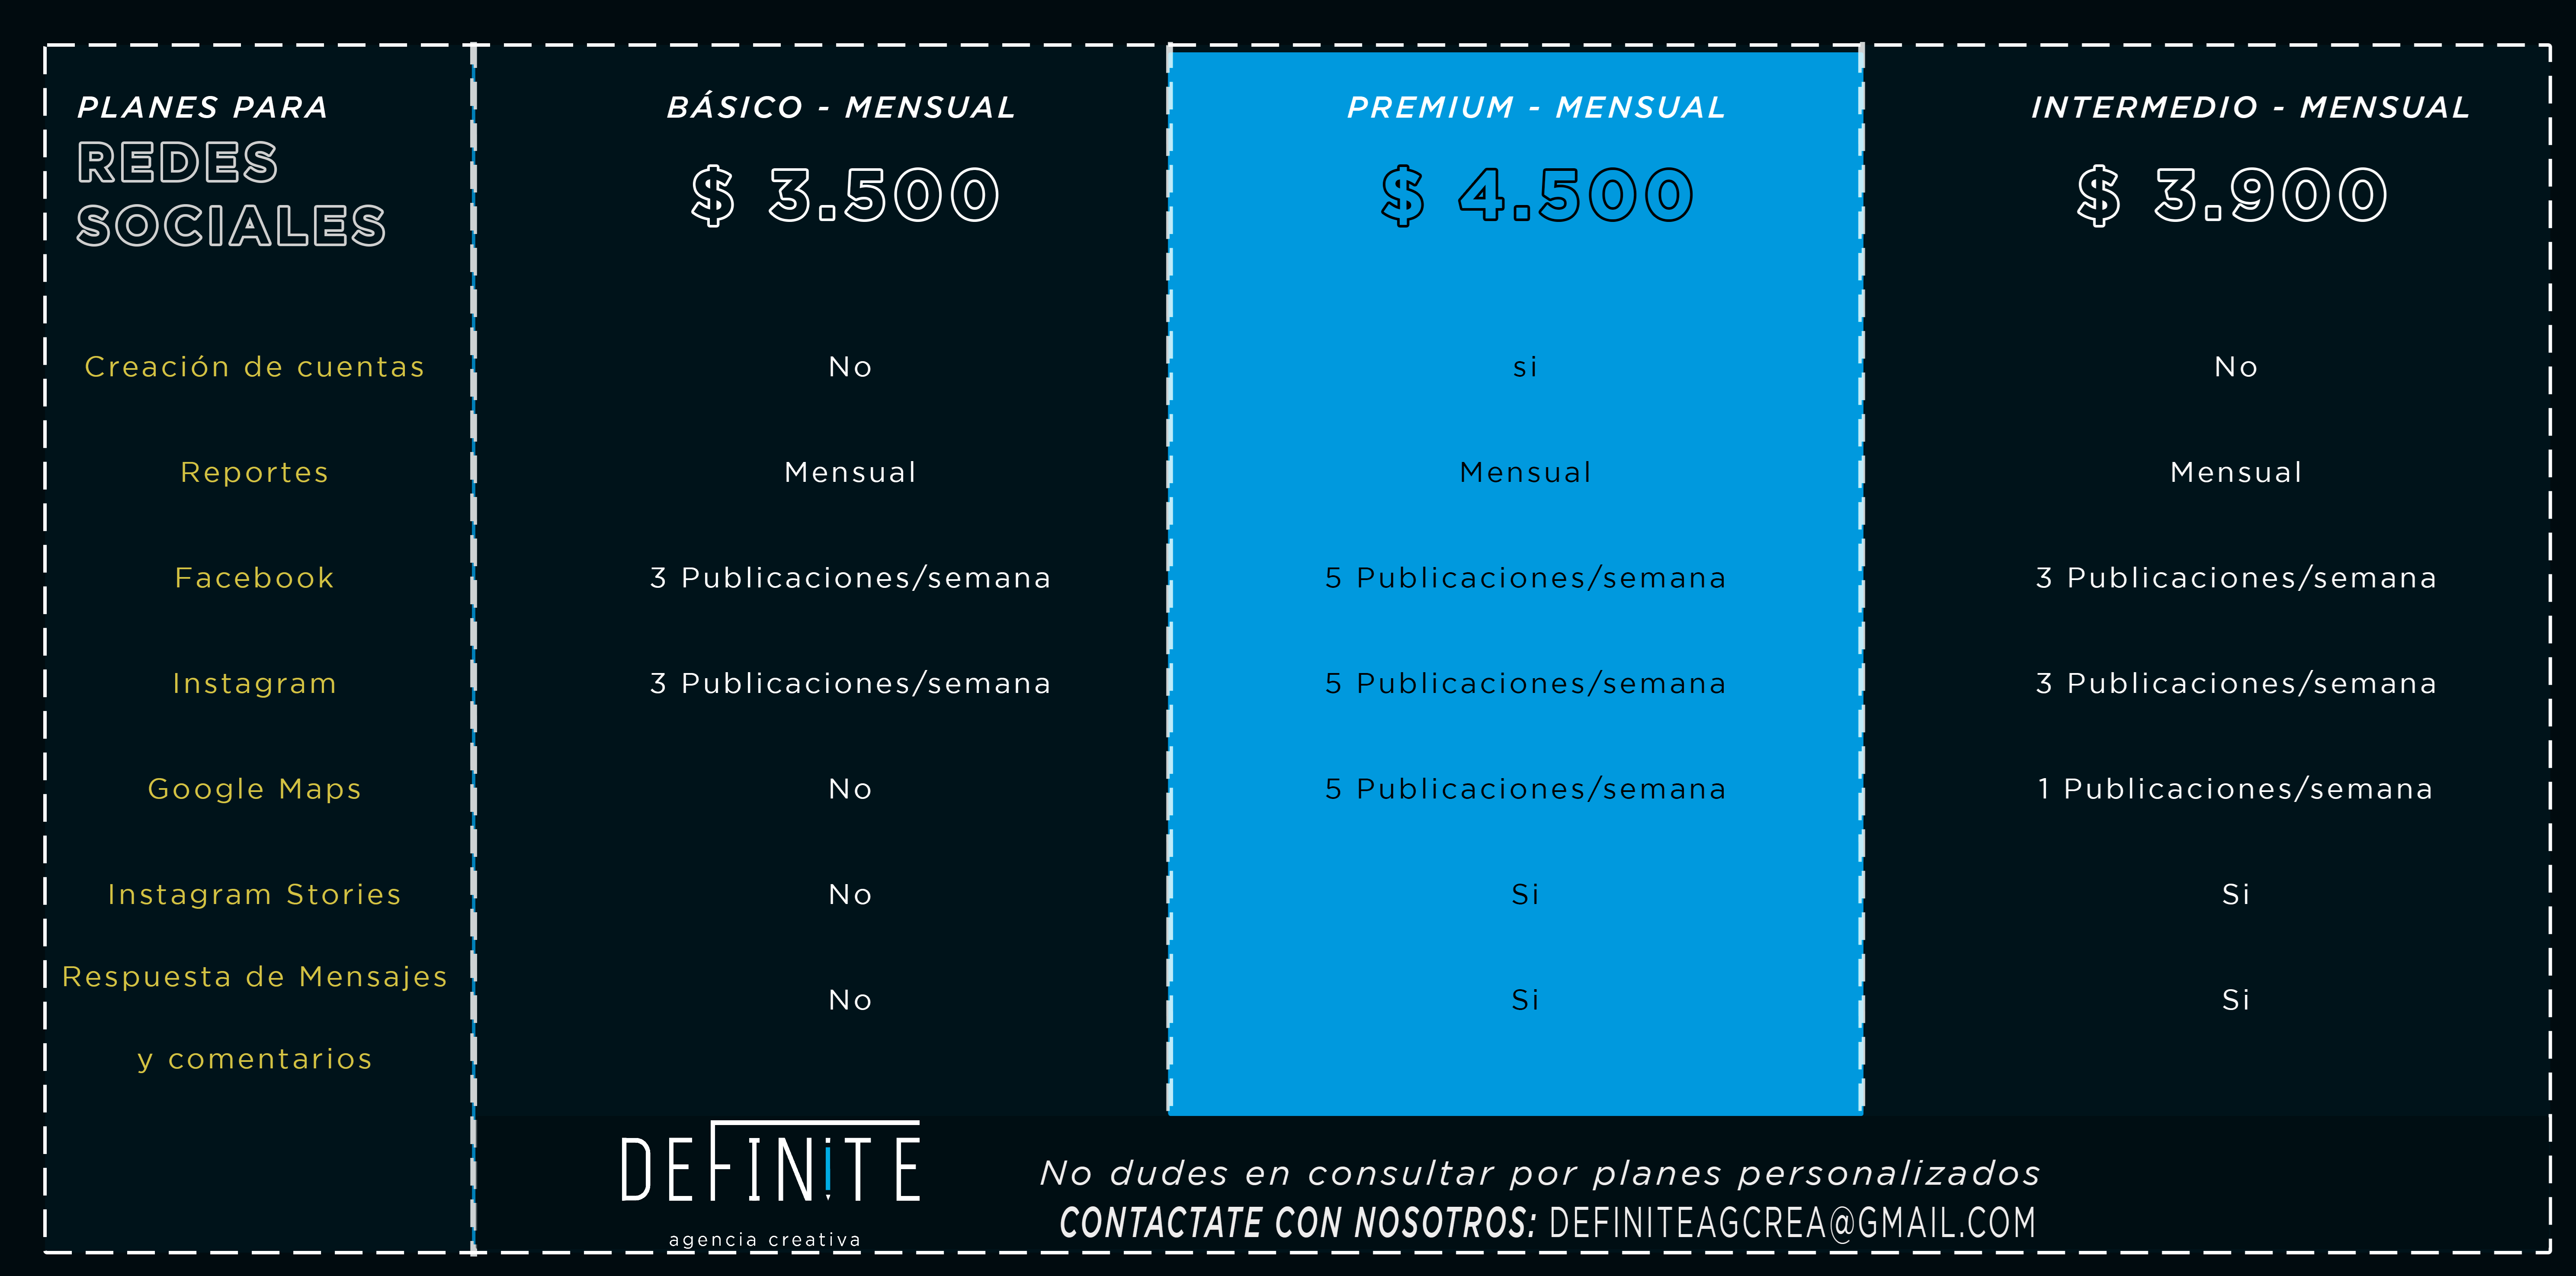 PLANES PARA
REDES
SOCIALES
BÁSICO - MENSUAL
$ 3.500
PREMIUM - MENSUAL
$ 4.500
INTERMEDIO - MENSUAL
$ 3.900
Creación de cuentas
No
si
No
Reportes
Mensual
Mensual
Mensual
Facebook
3 Publicaciones/semana
5 Publicaciones/semana
3 Publicaciones/semana
Instagram
3 Publicaciones/semana
5 Publicaciones/semana
3 Publicaciones/semana
Google Maps
No
5 Publicaciones/semana
1 Publicaciones/semana
Instagram Stories
No
Si
Si
Respuesta de Mensajes
y comentarios
No
Si
Si
DEFINiTE
agencia creativa
No dudes en consultar por planes personalizados
CONTACTATE CON NOSOTROS: DEFINITEAGCREA@GMAIL.COM